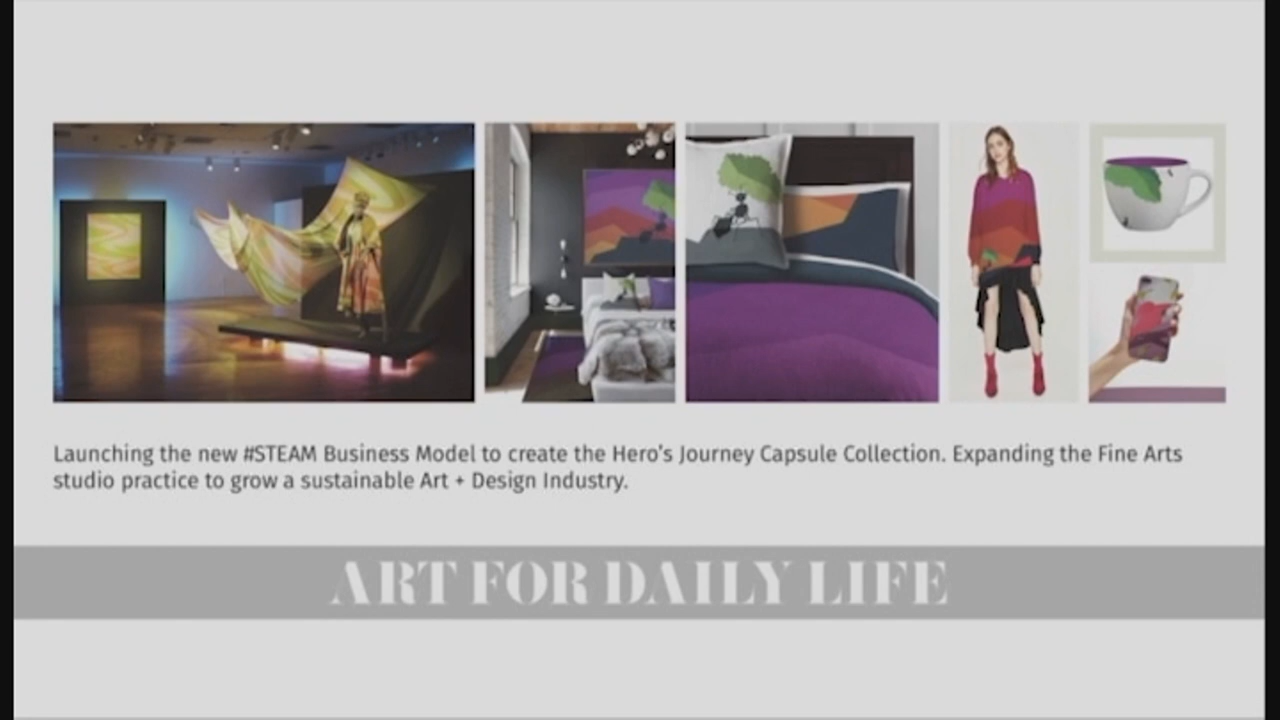 Launching the new #STEAM Business Model to create the Hero's Journey Capsule Collection. Expanding the Fine Arts
studio practice to grow a sustainable Art + Design Industry.
ART FOR DAILY LIFE